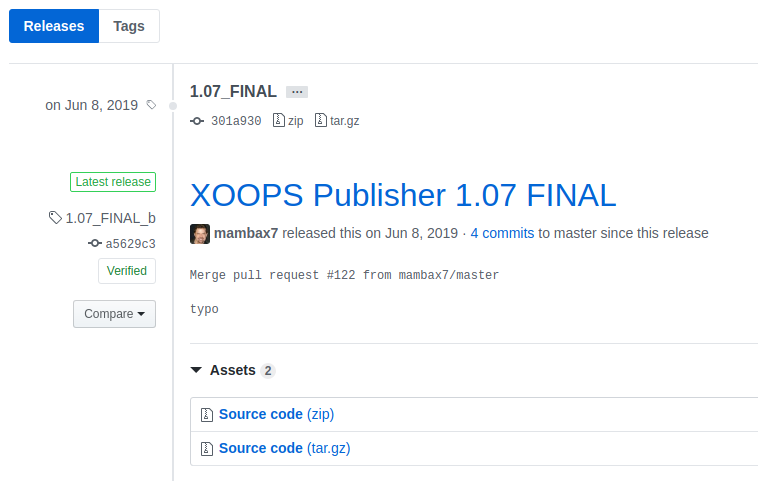 Releases Tags
on Jun 8, 2019
1.07_FINAL ...
301a930 zip tar.gz
Latest release
1.07_FINAL_b
a5629c3
Verified
Compare
XOOPS Publisher 1.07 FINAL
mambax7 released this on Jun 8, 2019 · 4 commits to master since this release
Merge pull request #122 from mambax7/master
typo
Assets 2
Source code (zip)
Source code (tar.gz)